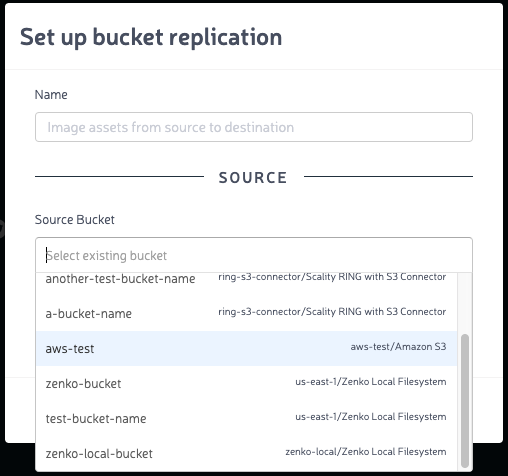 Set up bucket replication
Name
Image assets from source to destination
SOURCE
Source Bucket
Select existing bucket
another-test-bucket-name ring-s3-connector/Scality RING with S3 Connector
a-bucket-name ring-s3-connector/Scality RING with S3 Connector
aws-test aws-test/Amazon S3
zenko-bucket us-east-1/Zenko Local Filesystem
test-bucket-name us-east-1/Zenko Local Filesystem
zenko-local-bucket zenko-local/Zenko Local Filesystem